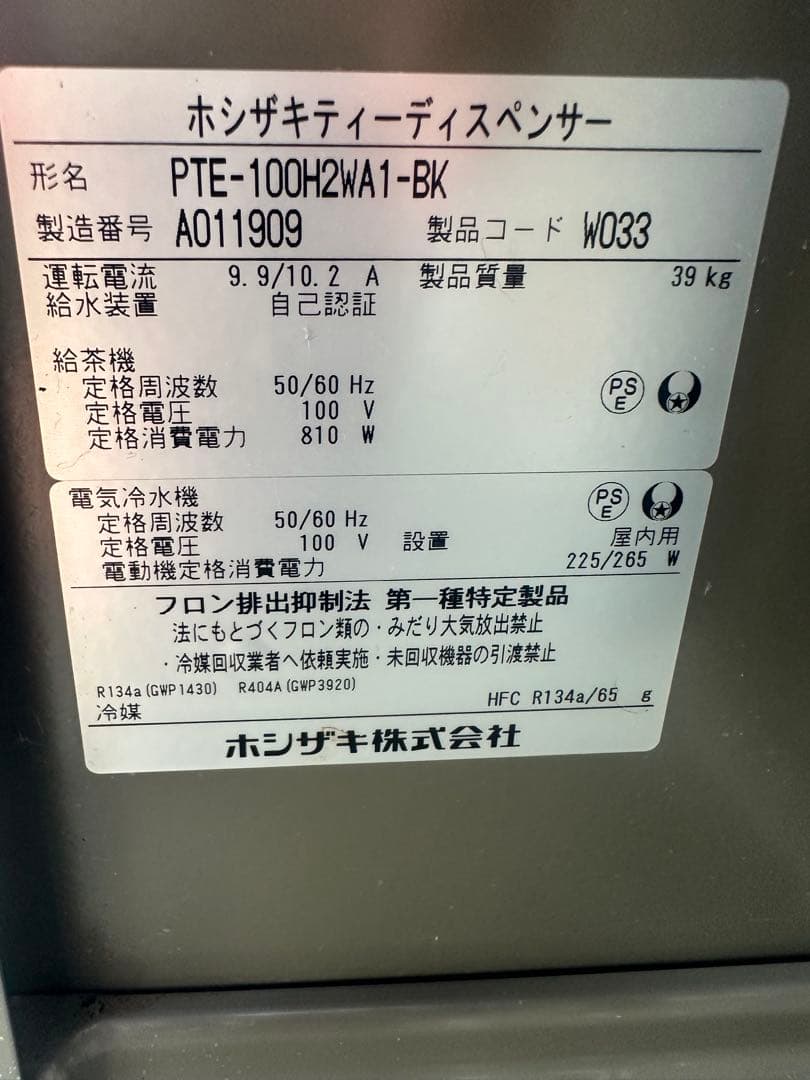 ホシザキティーディスペンサー
形名 PTE-100H2WA1-BK
製造番号 A011909 製品コード W033
運転電流 9.9/10.2 A 製品質量 39 kg
給水装置 自己認証
給茶機
定格周波数 50/60 Hz
定格電圧 100 V
定格消費電力 810 W
PS
E
電気冷水機
定格周波数 50/60 Hz
定格電圧 100 V 設置 屋内用
電動機定格消費電力 225/265 W
PS
E
フロン排出抑制法 第一種特定製品
法にもとづくフロン類の・みだり大気放出禁止
・冷媒回収業者へ依頼実施・未回収機器の引渡禁止
R134a(GWP1430) R404A(GWP3920)
冷媒 HFC R134a/65 g
ホシザキ株式会社